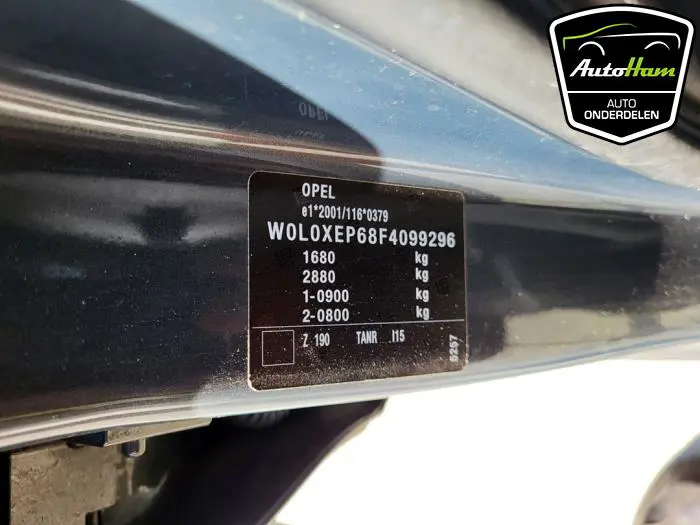 AutoHam
AUTO
ONDERDELEN
OPEL
e1*2001/116*0379
W0L0XEP68F4099296
1680 kg
2880 kg
1-0900 kg
2-0800 kg
Z 190 TANR I15
9257